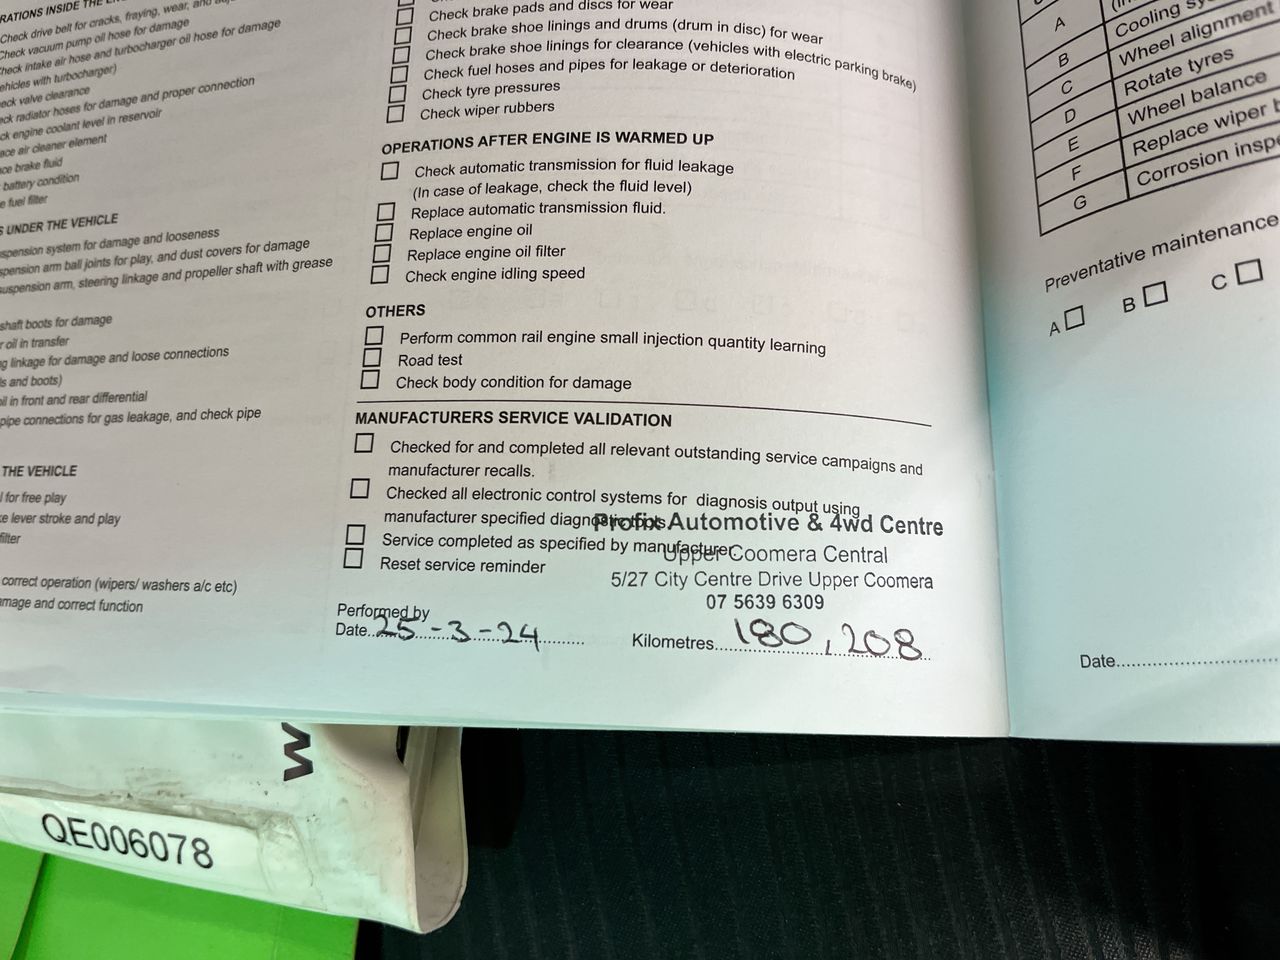 RATIONS INSIDE THE
Check drive belt for cracks, fraying, wear, and
Check vacuum pump oil hose for damage
heck intake air hose and turbocharger oil hose for damage
ehicles with turbocharger)
eck valve clearance
ck radiator hoses for damage and proper connection
ck engine coolant level in reservoir
ace air cleaner element
ce brake fluid
battery condition
e fuel filter
S UNDER THE VEHICLE
spension system for damage and looseness
spension arm ball joints for play, and dust covers for damage
uspension arm, steering linkage and propeller shaft with grease
shaft boots for damage
r oil in transfer
g linkage for damage and loose connections
s and boots)
il in front and rear differential
pipe connections for gas leakage, and check pipe
THE VEHICLE
l for free play
e lever stroke and play
filter
correct operation (wipers/ washers a/c etc)
mage and correct function
Check brake pads and discs for wear
Check brake shoe linings and drums (drum in disc) for wear
Check brake shoe linings for clearance (vehicles with electric parking brake)
Check fuel hoses and pipes for leakage or deterioration
Check tyre pressures
Check wiper rubbers
OPERATIONS AFTER ENGINE IS WARMED UP
Check automatic transmission for fluid leakage
(In case of leakage, check the fluid level)
Replace automatic transmission fluid.
Replace engine oil
Replace engine oil filter
Check engine idling speed
OTHERS
Perform common rail engine small injection quantity learning
Road test
Check body condition for damage
MANUFACTURERS SERVICE VALIDATION
Checked for and completed all relevant outstanding service campaigns and
manufacturer recalls.
Checked all electronic control systems for diagnosis output using
manufacturer specified diagnostic tools.
Service completed as specified by manufacturer
Reset service reminder
Profix Automotive & 4wd Centre
Upper Coomera Central
5/27 City Centre Drive Upper Coomera
07 5639 6309
Performed by
Date..25-3-24
Kilometres.....180,208
A
B Cooling sy
C Wheel alignment
D Rotate tyres
E Wheel balance
F Replace wiper b
G Corrosion inspe
Preventative maintenance
A B C
Date
W
QE006078